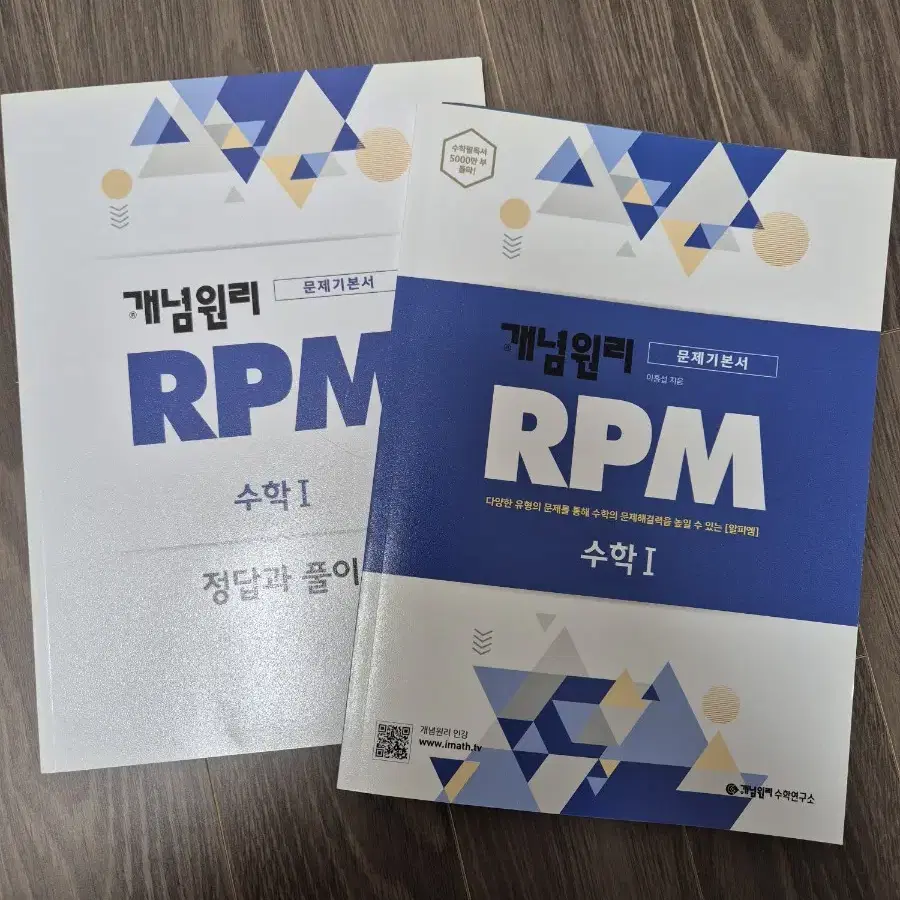 개념원리
문제기본서
RPM
수학 I
정답과 풀이
수학필독서
5000만 부
돌파!
개념원리
문제기본서
이홍섭 지음
RPM
다양한 유형의 문제를 통해 수학의 문제해결력을 높일 수 있는 [알피엠]
수학 I
개념원리 인강
www.imath.tv
개념원리 수학연구소